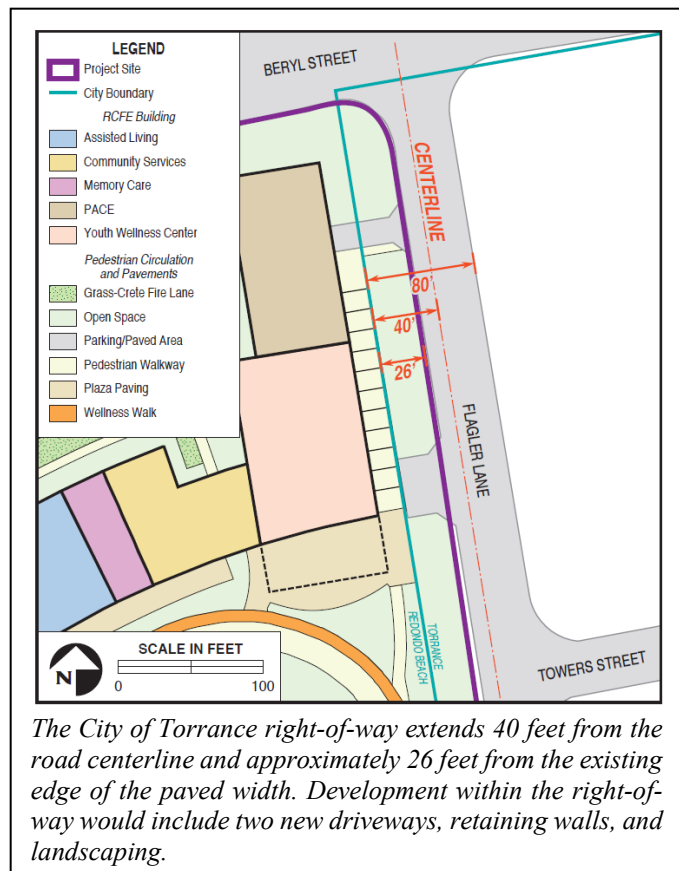 LEGEND
Project Site
City Boundary
RCFE Building
Assisted Living
Community Services
Memory Care
PACE
Youth Wellness Center
Pedestrian Circulation
and Pavements
Grass-Crete Fire Lane
Open Space
Parking/Paved Area
Pedestrian Walkway
Plaza Paving
Wellness Walk
BERYL STREET
CENTERLINE
80'
40'
26'
FLAGLER LANE
TORRANCE
REDONDO BEACH
TOWERS STREET
N
SCALE IN FEET
0 100
The City of Torrance right-of-way extends 40 feet from the
road centerline and approximately 26 feet from the existing
edge of the paved width. Development within the right-of-
way would include two new driveways, retaining walls, and
landscaping.